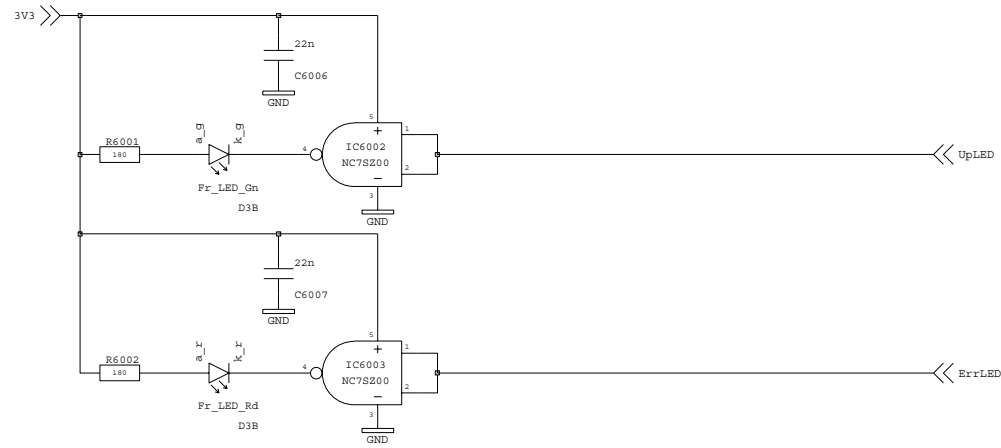 3V3
22n
C6006
GND
R6001
180
a_g
k_g
Fr_LED_Gn
D3B
4
5
+
IC6002
NC7SZ00
−
3
1
2
GND
UpLED
22n
C6007
GND
R6002
180
a_r
k_r
Fr_LED_Rd
D3B
4
5
+
IC6003
NC7SZ00
−
3
1
2
GND
ErrLED